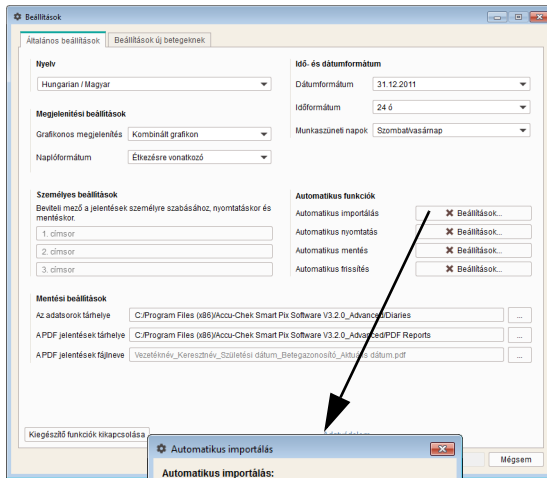 Beállítások
Általános beállítások
Beállítások új betegeknek
Nyelv
Hungarian / Magyar
Megjelenítési beállítások
Grafikonos megjelenítés
Kombinált grafikon
Naplóformátum
Étkezésre vonatkozó
Idő- és dátumformátum
Dátumformátum
31.12.2011
Időformátum
24 ó
Munkaszüneti napok
Szombat/vasárnap
Személyes beállítások
Beviteli mező a jelentések személyre szabásához, nyomtatáskor és
mentéskor.
1. címsor
2. címsor
3. címsor
Automatikus funkciók
Automatikus importálás
Beállítások...
Automatikus nyomtatás
Beállítások...
Automatikus mentés
Beállítások...
Automatikus frissítés
Beállítások...
Mentési beállítások
Az adatsorok tárhelye
C:/Program Files (x86)/Accu-Chek Smart Pix Software V3.2.0_Advanced/Diaries
...
A PDF jelentések tárhelye
C:/Program Files (x86)/Accu-Chek Smart Pix Software V3.2.0_Advanced/PDF Reports
...
A PDF jelentések fájlneve
Vezetéknév_Keresztnév_Születési dátum_Betegazonosító_Aktuális dátum.pdf
...
Kiegészítő funkciók kikapcsolása
Mégsem
Automatikus importálás
Automatikus importálás: